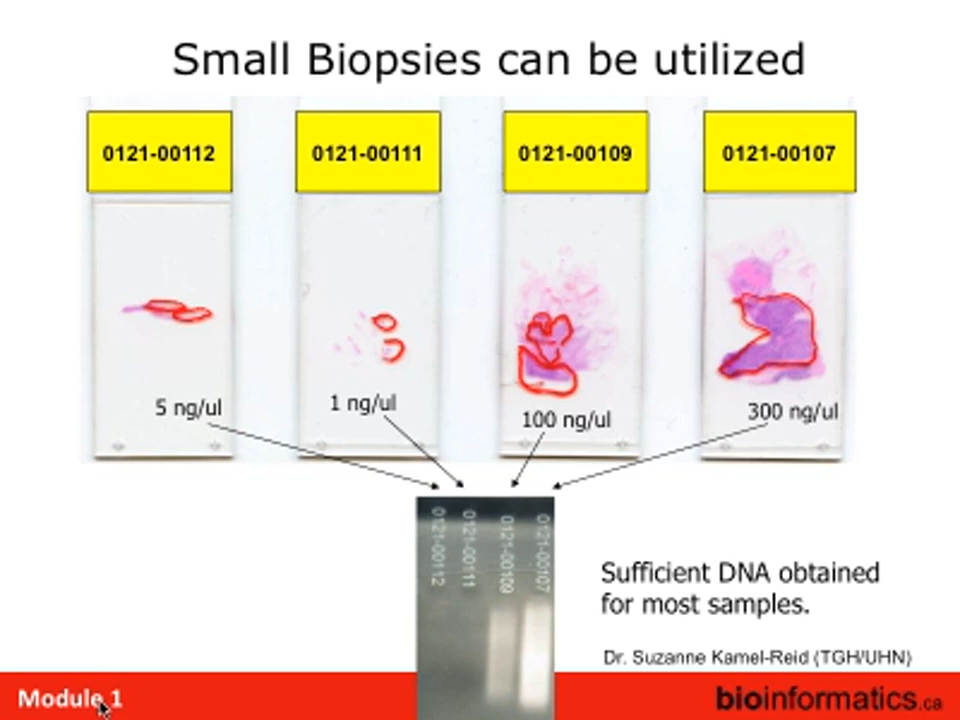 Small Biopsies can be utilized
0121-00112
0121-00111
0121-00109
0121-00107
5 ng/ul
1 ng/ul
100 ng/ul
300 ng/ul
0121-00112
0121-00111
0121-00109
0121-00107
Sufficient DNA obtained
for most samples.
Dr. Suzanne Kamel-Reid (TGH/UHN)
Module 1
bioinformatics.ca